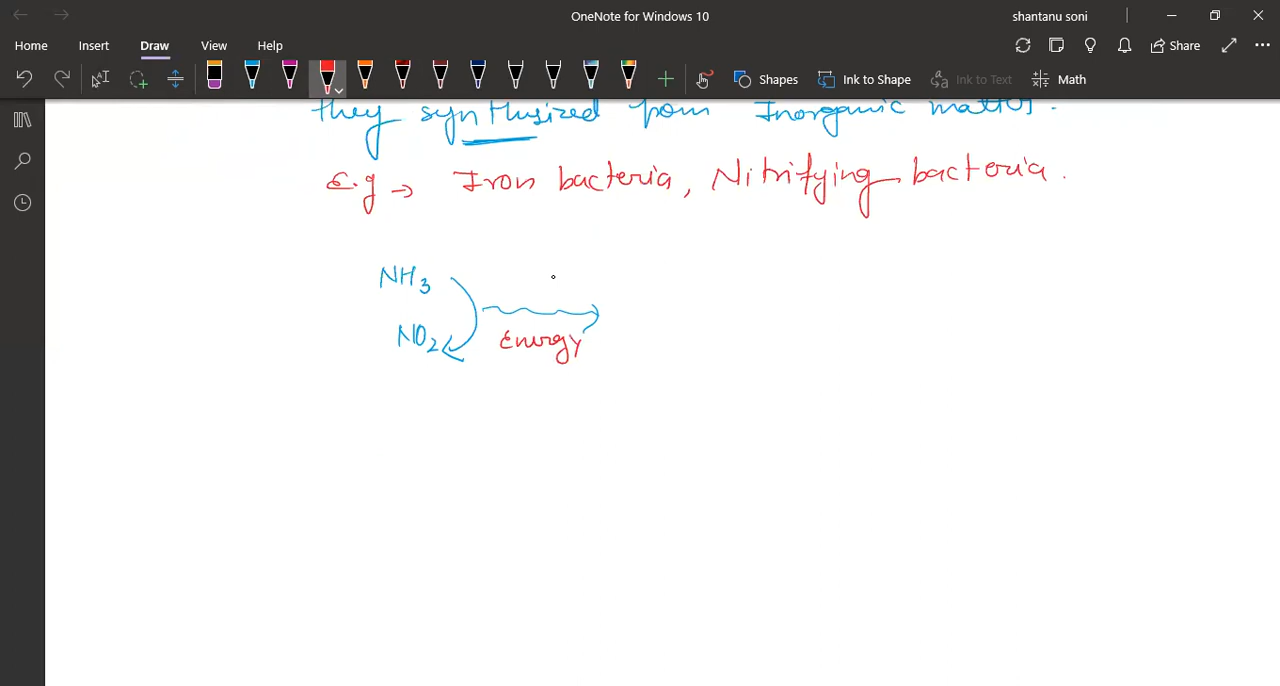 OneNote for Windows 10
shantanu soni
Home Insert Draw View Help
Share
Shapes Ink to Shape Ink to Text Math
they synthusized from Inorganic matter.
E.g → Iron bacteria, Nitrifying bacteria.
NH3
NO2
Energy